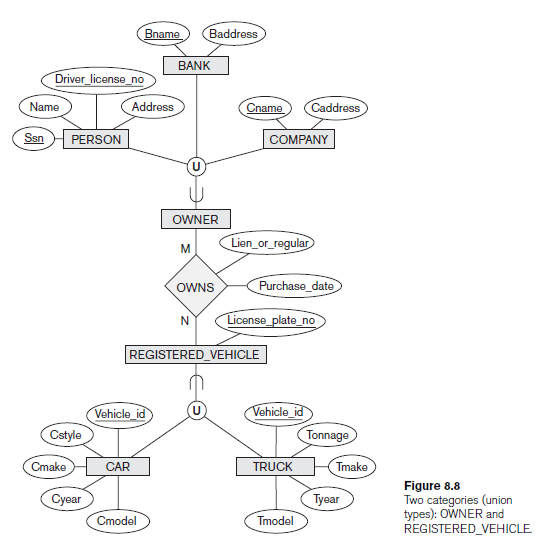 Bname
Baddress
BANK
Driver_license_no
Name
Address
Cname
Caddress
Ssn
PERSON
COMPANY
U
OWNER
M
Lien_or_regular
OWNS
Purchase_date
N
License_plate_no
REGISTERED_VEHICLE
Vehicle_id
U
Vehicle_id
Cstyle
Tonnage
Cmake
CAR
TRUCK
Tmake
Cyear
Tyear
Cmodel
Tmodel
Figure 8.8
Two categories (union
types): OWNER and
REGISTERED_VEHICLE.